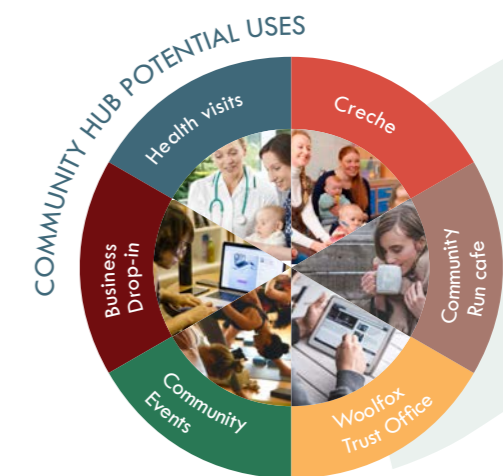 COMMUNITY HUB POTENTIAL USES
Health visits
Creche
Community
Run cafe
Woolfox
Trust Office
Community
Events
Business
Drop-in